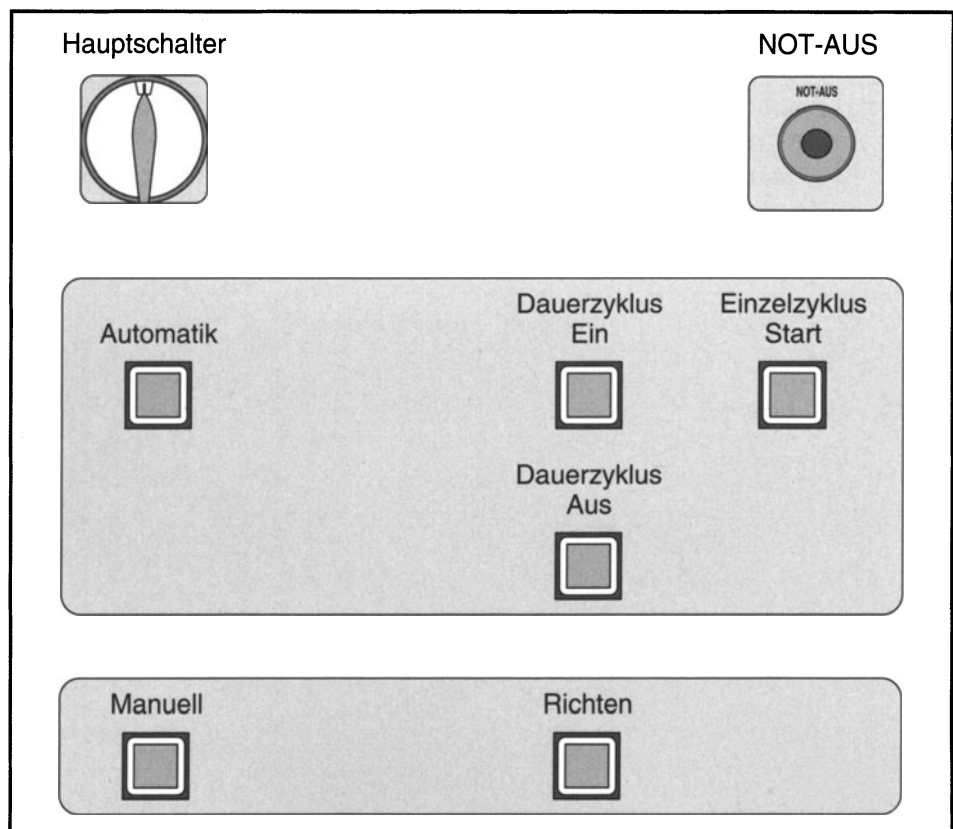 Hauptschalter
NOT-AUS
NOT-AUS
Dauerzyklus
Ein
Einzelzyklus
Start
Automatik
Dauerzyklus
Aus
Manuell
Richten